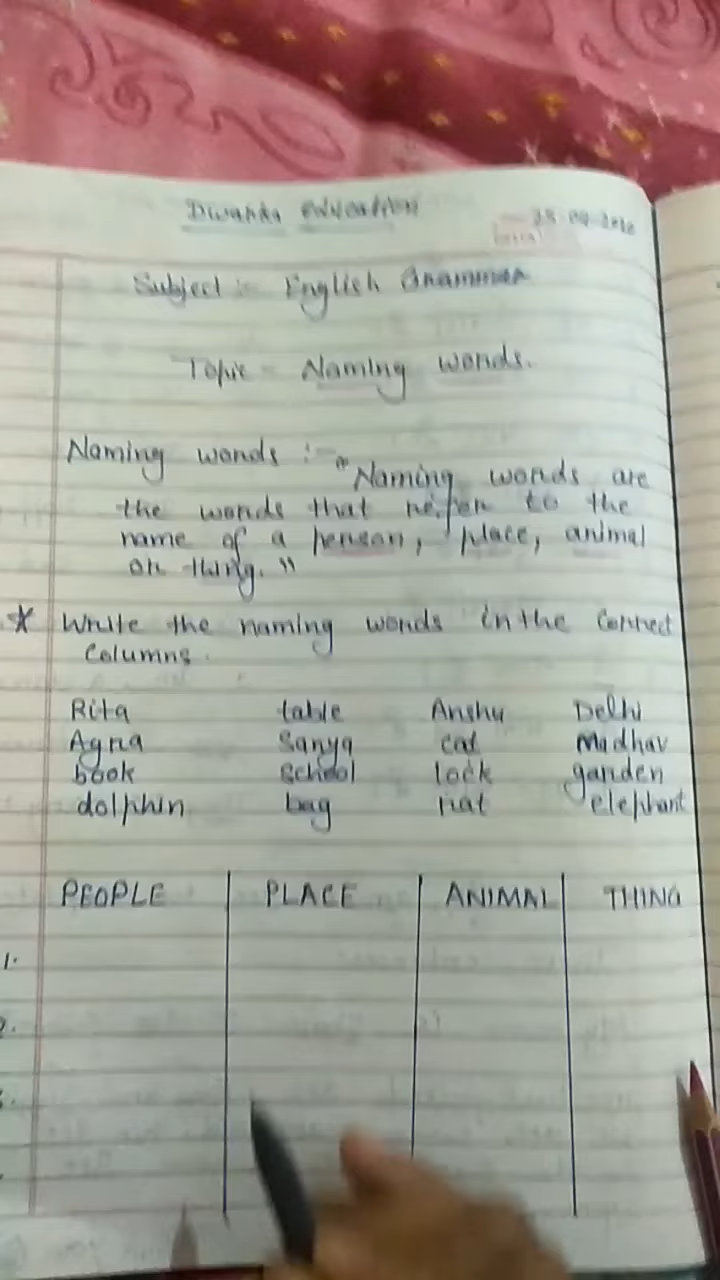 Diwanka education
Subject :- English Grammar
Topic - Naming words.
Naming words :- "Naming words are
the words that refer to the
name of a person, place, animal
or thing."
* Write the naming words in the correct
columns.
Rita table Anshu Delhi
Agra Sanya cat Madhav
book school lock garden
dolphin bag rat elephant
PEOPLE PLACE ANIMAL THING
1.
2.